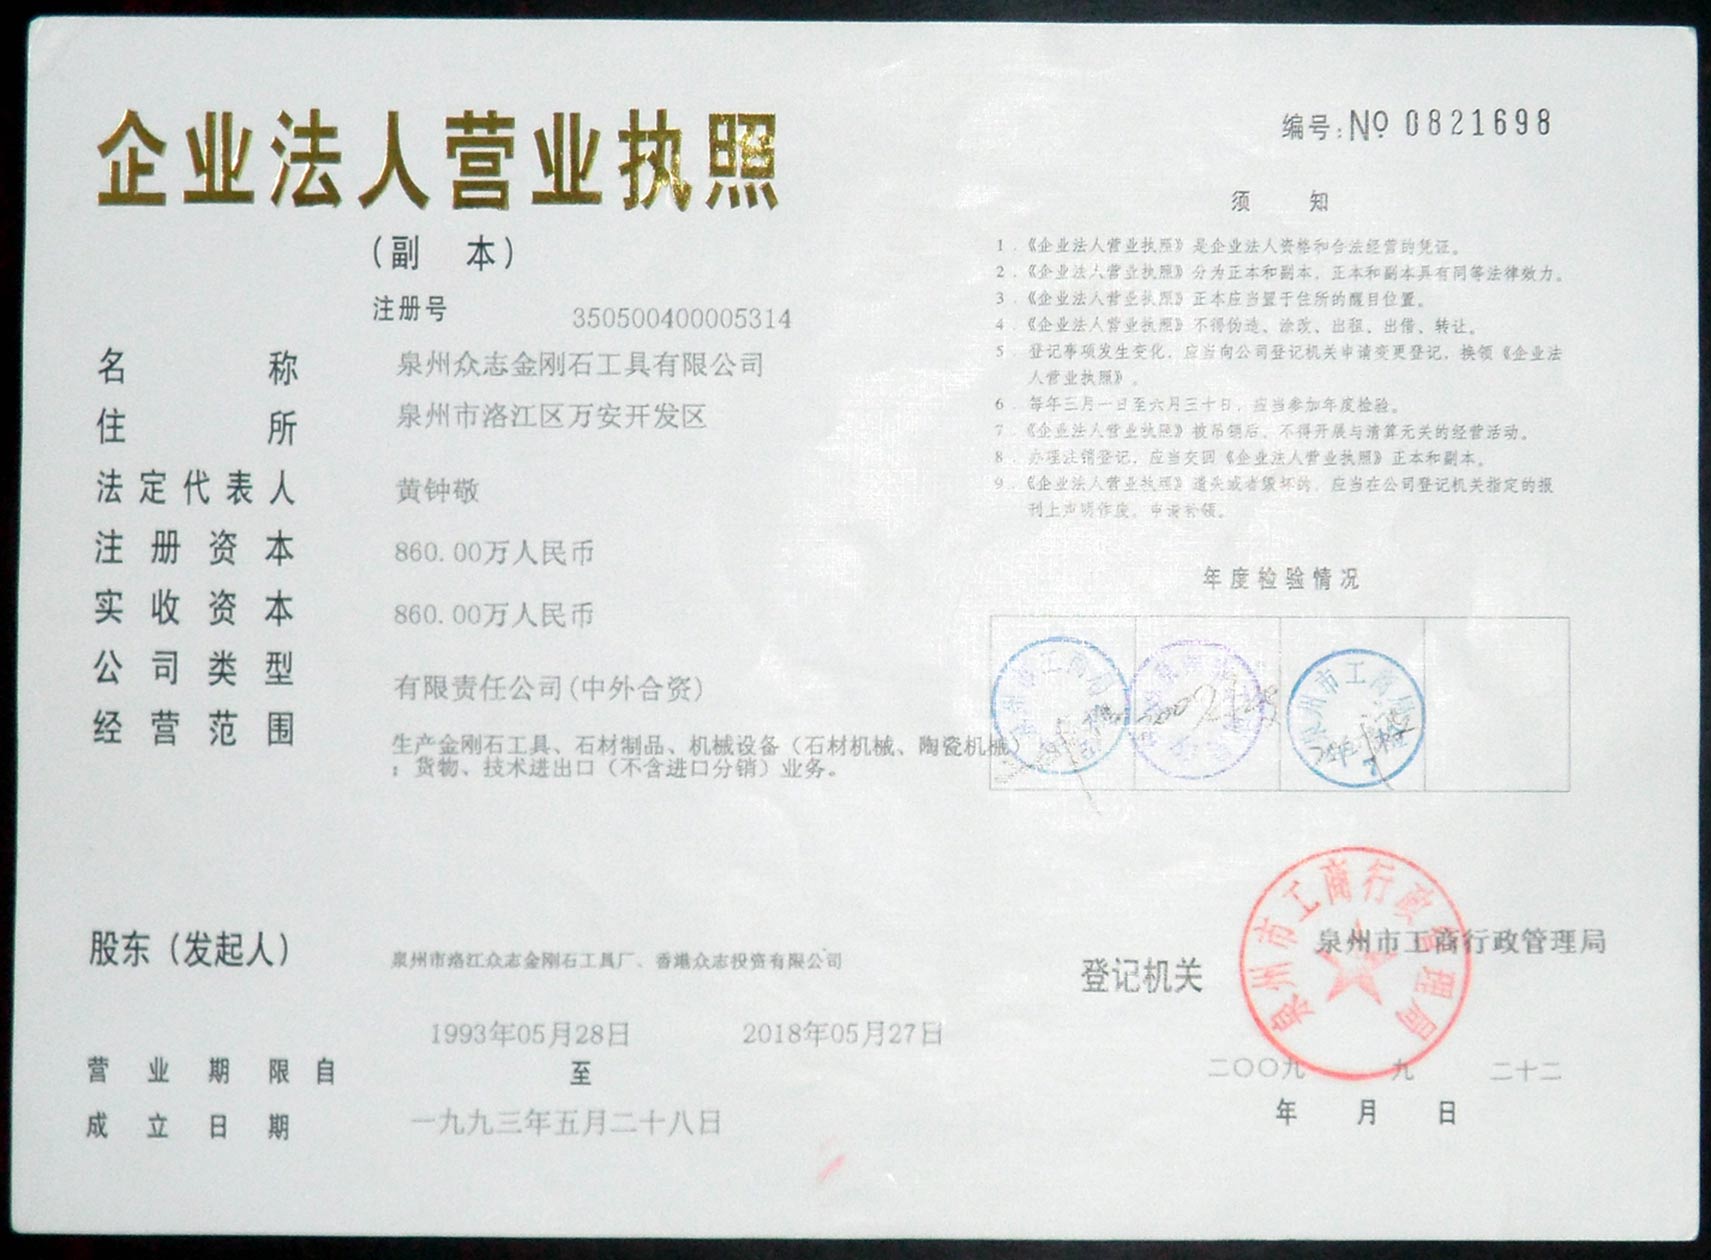 企业法人营业执照
(副 本)
注册号 350500400005314
名 称 泉州众志金刚石工具有限公司
住 所 泉州市洛江区万安开发区
法定代表人 黄钟敬
注册资本 860.00万人民币
实收资本 860.00万人民币
公司类型 有限责任公司(中外合资)
经营范围 生产金刚石工具、石材制品、机械设备（石材机械、陶瓷机械）
；货物、技术进出口（不含进口分销）业务。
股东（发起人） 泉州市洛江众志金刚石工具厂、香港众志投资有限公司
1993年05月28日 2018年05月27日
营业期限自 至
成立日期 一九九三年五月二十八日
编号:No 0821698
须 知
1.《企业法人营业执照》是企业法人资格和合法经营的凭证。
2.《企业法人营业执照》分为正本和副本，正本和副本具有同等法律效力。
3.《企业法人营业执照》正本应当置于住所的醒目位置。
4.《企业法人营业执照》不得伪造、涂改、出租、出借、转让。
5.登记事项发生变化，应当向公司登记机关申请变更登记，换领《企业法
人营业执照》。
6.每年三月一日至六月三十日，应当参加年度检验。
7.《企业法人营业执照》被吊销后，不得开展与清算无关的经营活动。
8.办理注销登记，应当交回《企业法人营业执照》正本和副本。
9.《企业法人营业执照》遗失或者毁坏的，应当在公司登记机关指定的报
刊上声明作废，申请补领。
年度检验情况
泉州市工商行政管理局
登记机关
泉州市工商行政管理局
二〇〇九 九 二十二
年 月 日